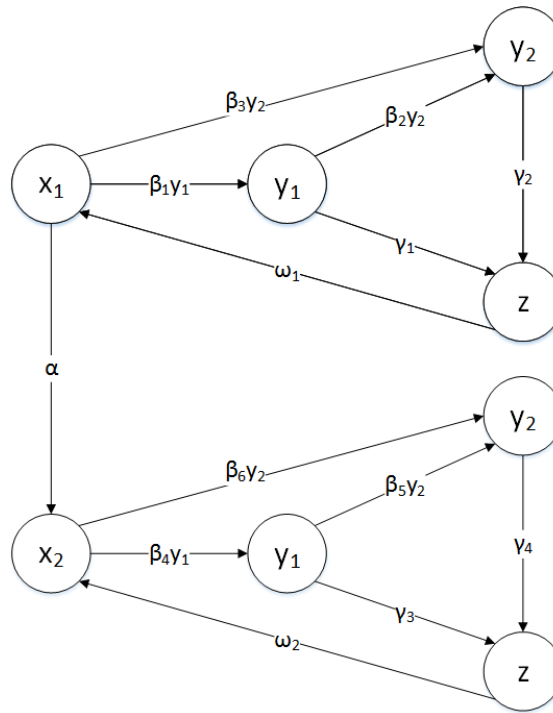 y₂
β₃y₂
β₂y₂
x₁
β₁y₁
y₁
γ₂
γ₁
ω₁
z
α
y₂
β₆y₂
β₅y₂
x₂
β₄y₁
y₁
γ₄
γ₃
ω₂
z